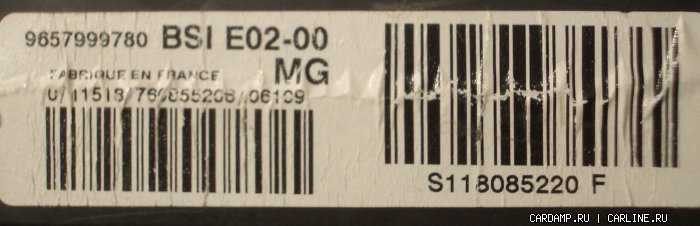 9657999780 BSI E02-00
MG
FABRIQUE EN FRANCE
S118085220 F
CARDAMP.RU | CARLINE.RU